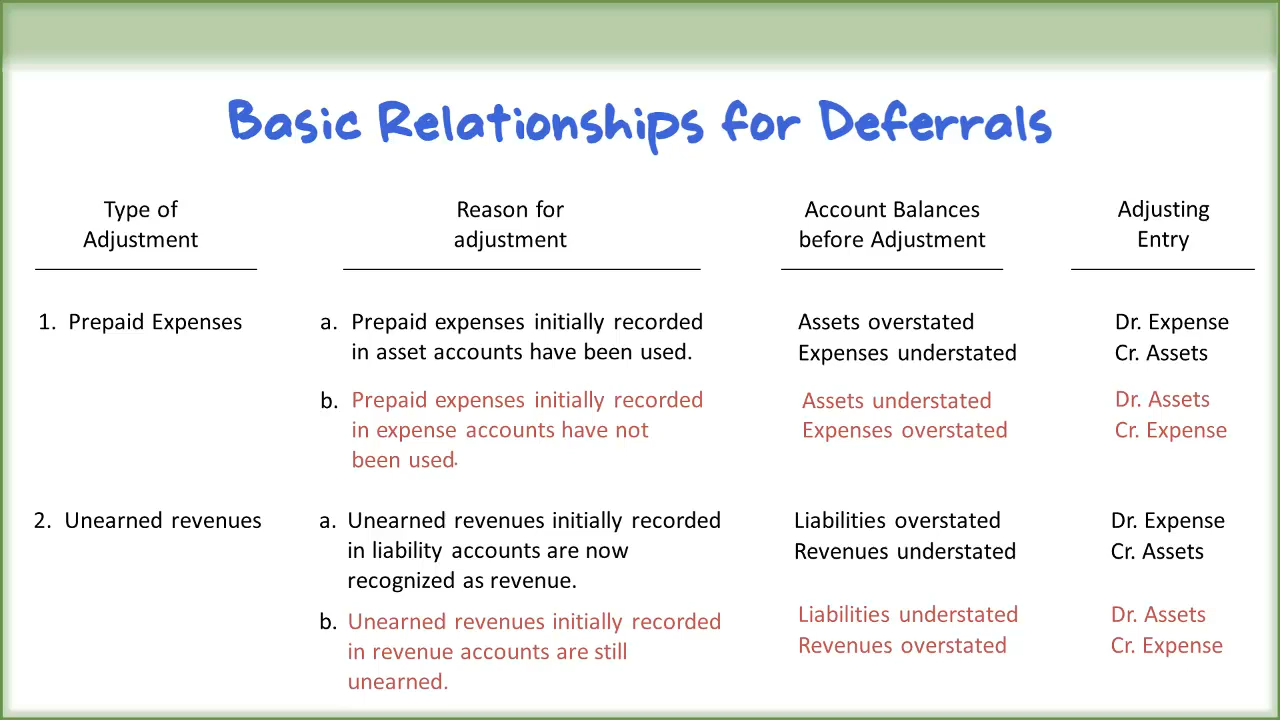 Basic Relationships for Deferrals
Type of
Adjustment
Reason for
adjustment
Account Balances
before Adjustment
Adjusting
Entry
1. Prepaid Expenses
a. Prepaid expenses initially recorded
in asset accounts have been used.
Assets overstated
Expenses understated
Dr. Expense
Cr. Assets
b. Prepaid expenses initially recorded
in expense accounts have not
been used.
Assets understated
Expenses overstated
Dr. Assets
Cr. Expense
2. Unearned revenues
a. Unearned revenues initially recorded
in liability accounts are now
recognized as revenue.
Liabilities overstated
Revenues understated
Dr. Expense
Cr. Assets
b. Unearned revenues initially recorded
in revenue accounts are still
unearned.
Liabilities understated
Revenues overstated
Dr. Assets
Cr. Expense